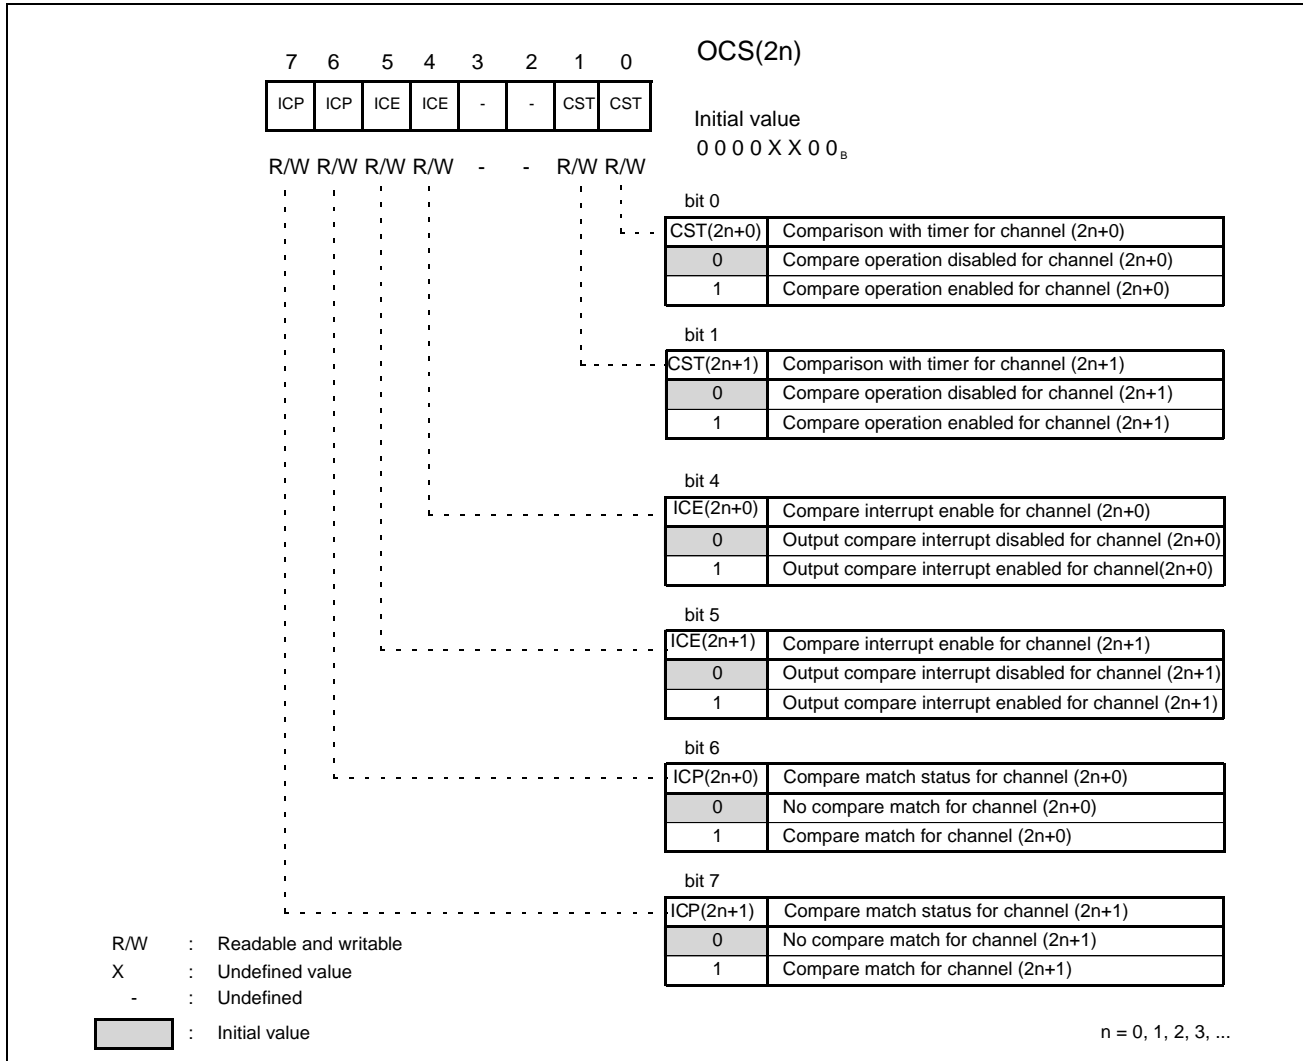 OCS(2n)
7 6 5 4 3 2 1 0
ICP ICP ICE ICE - - CST CST
Initial value
0 0 0 0 X X 0 0 B
R/W R/W R/W R/W - - R/W R/W
bit 0
CST(2n+0) Comparison with timer for channel (2n+0)
0 Compare operation disabled for channel (2n+0)
1 Compare operation enabled for channel (2n+0)
bit 1
CST(2n+1) Comparison with timer for channel (2n+1)
0 Compare operation disabled for channel (2n+1)
1 Compare operation enabled for channel (2n+1)
bit 4
ICE(2n+0) Compare interrupt enable for channel (2n+0)
0 Output compare interrupt disabled for channel (2n+0)
1 Output compare interrupt enabled for channel(2n+0)
bit 5
ICE(2n+1) Compare interrupt enable for channel (2n+1)
0 Output compare interrupt disabled for channel (2n+1)
1 Output compare interrupt enabled for channel (2n+1)
bit 6
ICP(2n+0) Compare match status for channel (2n+0)
0 No compare match for channel (2n+0)
1 Compare match for channel (2n+0)
bit 7
ICP(2n+1) Compare match status for channel (2n+1)
0 No compare match for channel (2n+1)
1 Compare match for channel (2n+1)
R/W : Readable and writable
X : Undefined value
- : Undefined
: Initial value
n = 0, 1, 2, 3, ...